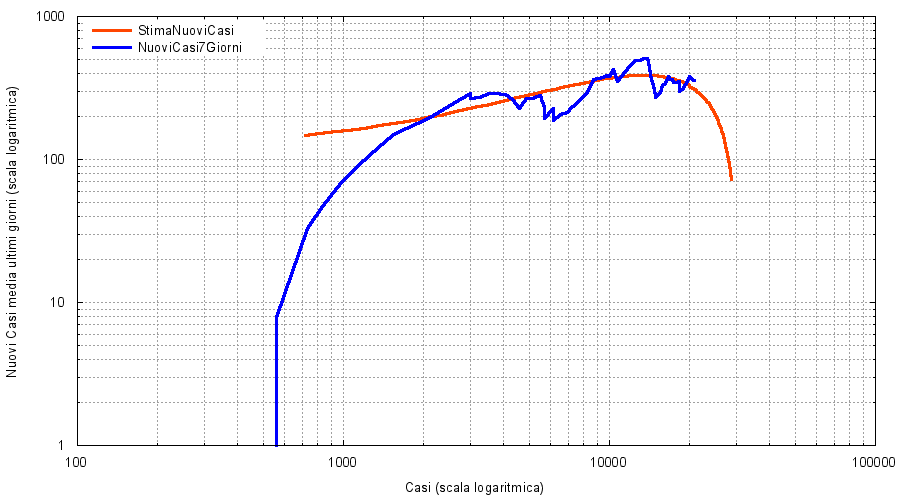 1000
StimaNuoviCasi
NuoviCasi7Giorni
100
10
1
Nuovi Casi media ultimi giorni (scala logaritmica)
100
1000
10000
100000
Casi (scala logaritmica)